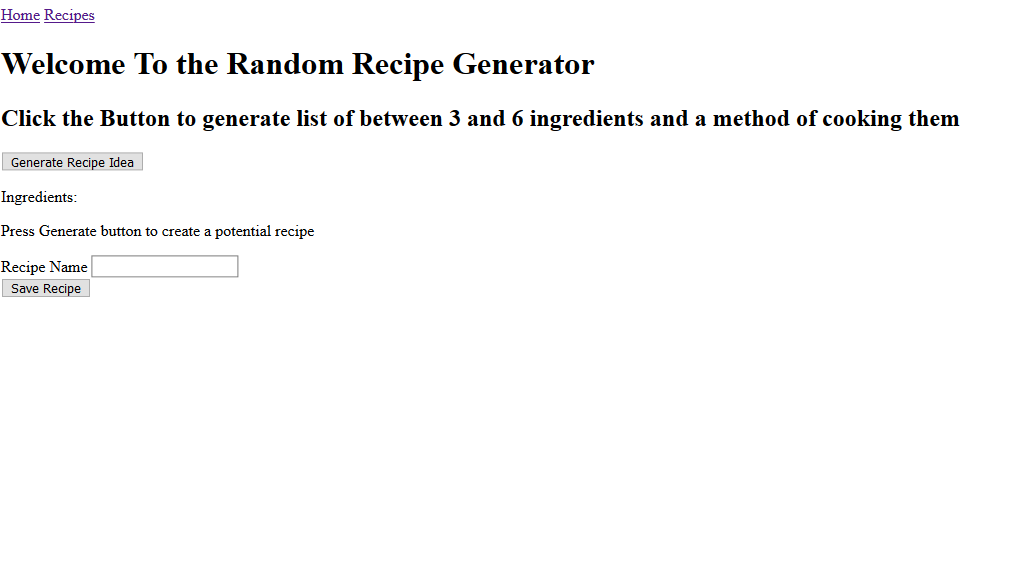 Home Recipes
Welcome To the Random Recipe Generator
Click the Button to generate list of between 3 and 6 ingredients and a method of cooking them
Generate Recipe Idea
Ingredients:
Press Generate button to create a potential recipe
Recipe Name
Save Recipe